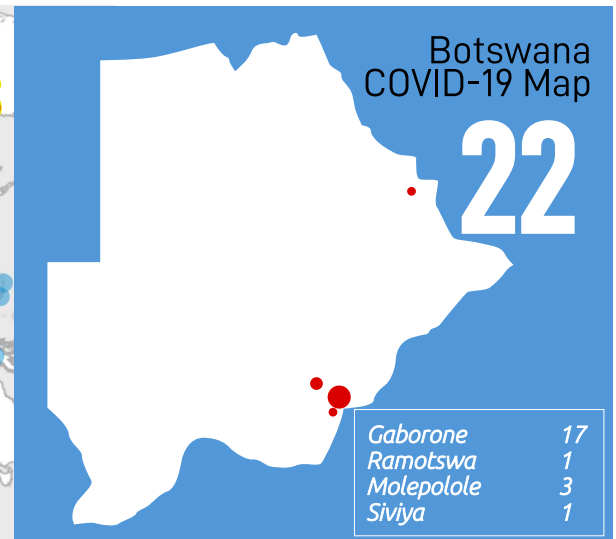 Botswana
COVID-19 Map
22
Gaborone 17
Ramotswa 1
Molepolole 3
Siviya 1